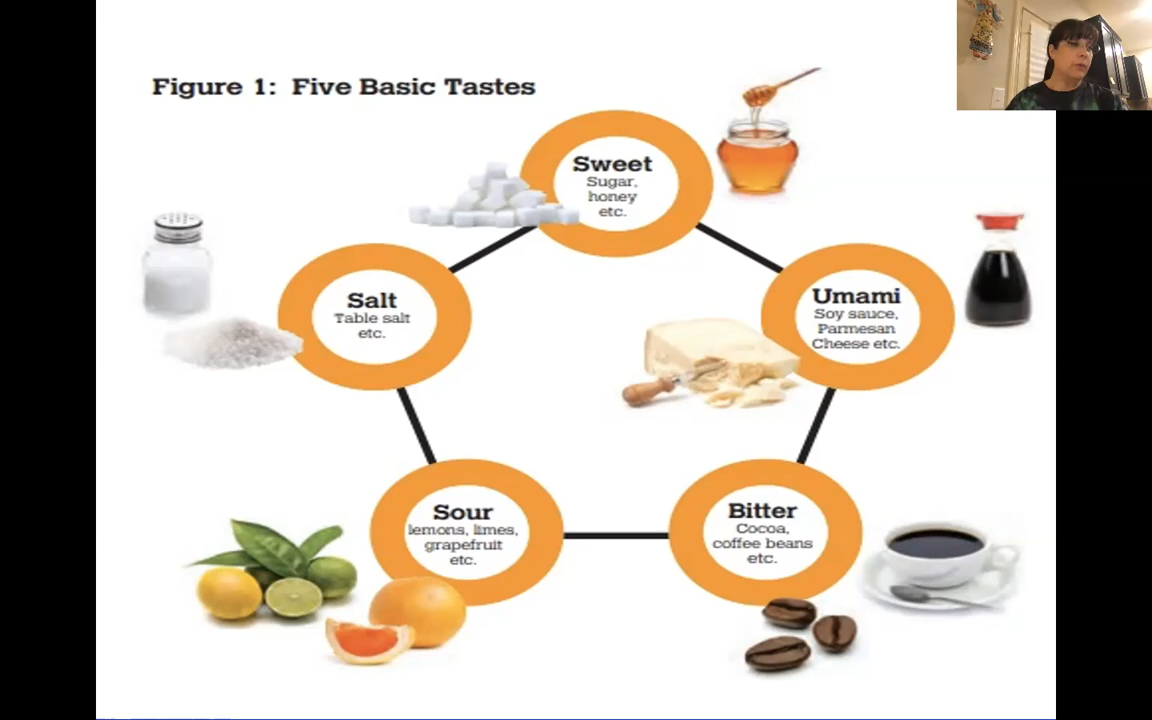 Figure 1:  Five Basic Tastes
Sweet
Sugar,
honey
etc.
Salt
Table salt
etc.
Umami
Soy sauce,
Parmesan
Cheese etc.
Sour
lemons, limes,
grapefruit
etc.
Bitter
Cocoa,
coffee beans
etc.